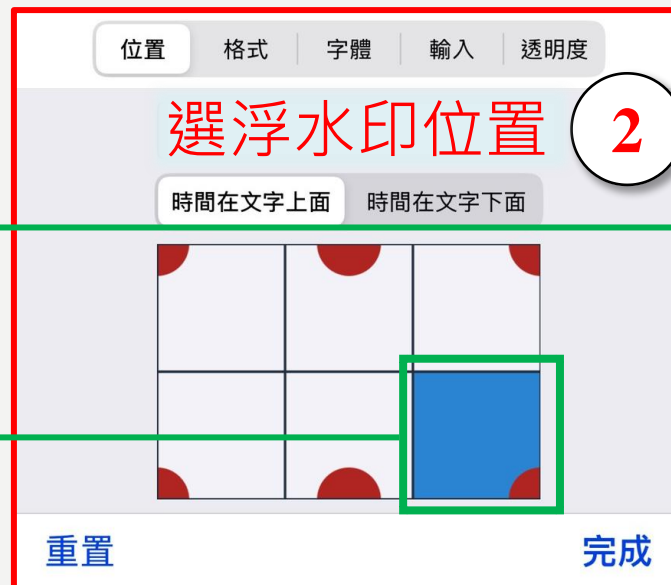 位置 格式 字體 輸入 透明度
選浮水印位置 2
時間在文字上面 時間在文字下面
重置 完成